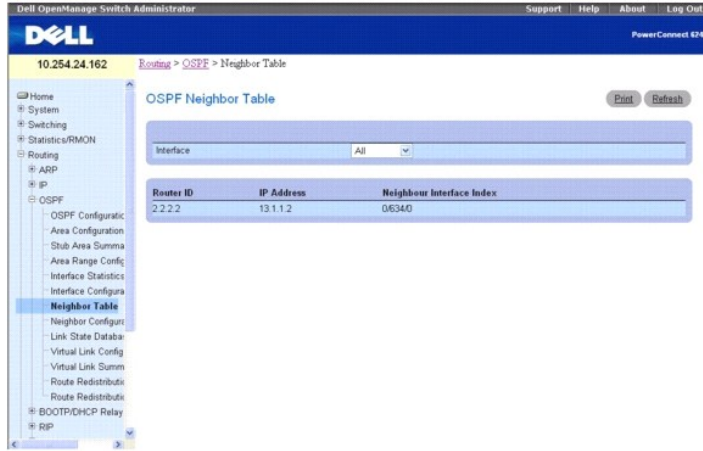 Dell OpenManage Switch Administrator
Support Help About Log Out
DELL
PowerConnect 624
10.254.24.162
Routing > OSPF > Neighbor Table
Home
System
Switching
Statistics/RMON
Routing
ARP
IP
OSPF
OSPF Configuratic
Area Configuration
Stub Area Summa
Area Range Config
Interface Statistics
Interface Configura
Neighbor Table
Neighbor Configura
Link State Databa
Virtual Link Config
Virtual Link Summ
Route Redistributic
Route Redistributic
BOOTP/DHCP Relay
RIP
OSPF Neighbor Table
Print Refresh
Interface All
Router ID IP Address Neighbour Interface Index
2.2.2.2 13.1.1.2 0/634/0